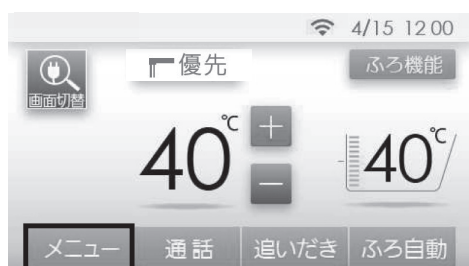 4/15 12:00
優先
ふろ機能
画面切替
40℃ +
40℃
−
メニュー 通話 追いだき ふろ自動